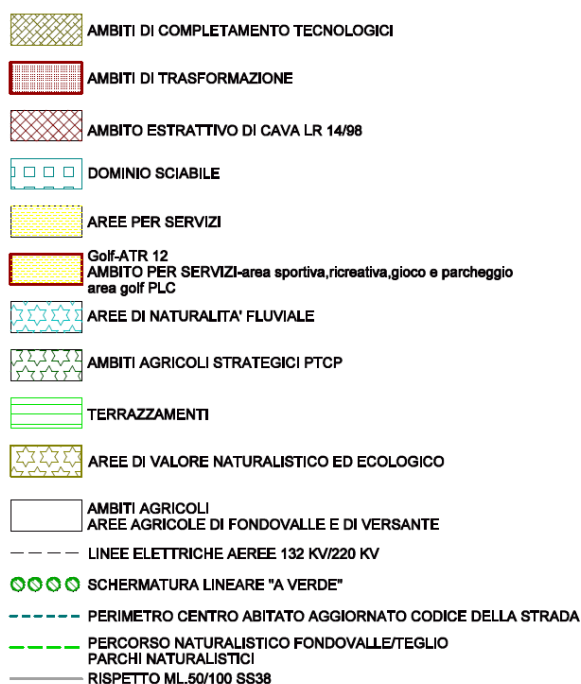 AMBITI DI COMPLETAMENTO TECNOLOGICI
AMBITI DI TRASFORMAZIONE
AMBITO ESTRATTIVO DI CAVA LR 14/98
DOMINIO SCIABILE
AREE PER SERVIZI
Golf-ATR 12
AMBITO PER SERVIZI-area sportiva,ricreativa,gioco e parcheggio
area golf PLC
AREE DI NATURALITA' FLUVIALE
AMBITI AGRICOLI STRATEGICI PTCP
TERRAZZAMENTI
AREE DI VALORE NATURALISTICO ED ECOLOGICO
AMBITI AGRICOLI
AREE AGRICOLE DI FONDOVALLE E DI VERSANTE
LINEE ELETTRICHE AEREE 132 KV/220 KV
SCHERMATURA LINEARE "A VERDE"
PERIMETRO CENTRO ABITATO AGGIORNATO CODICE DELLA STRADA
PERCORSO NATURALISTICO FONDOVALLE/TEGLIO
PARCHI NATURALISTICI
RISPETTO ML.50/100 SS38